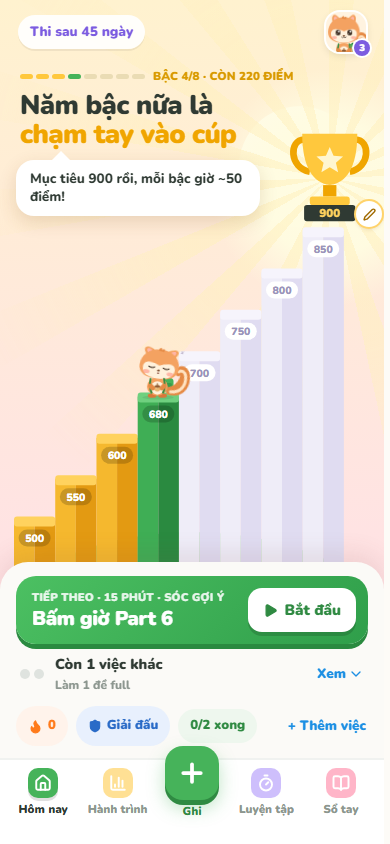 Thi sau 45 ngày
3
BẬC 4/8 · CÒN 220 ĐIỂM
Năm bậc nữa là
chạm tay vào cúp
Mục tiêu 900 rồi, mỗi bậc giờ ~50
điểm!
900
850
800
750
700
680
600
550
500
TIẾP THEO · 15 PHÚT · SÓC GỢI Ý
Bấm giờ Part 6
Bắt đầu
Còn 1 việc khác
Làm 1 đề full
Xem
0
Giải đấu
0/2 xong
+ Thêm việc
Hôm nay
Hành trình
Ghi
Luyện tập
Sổ tay